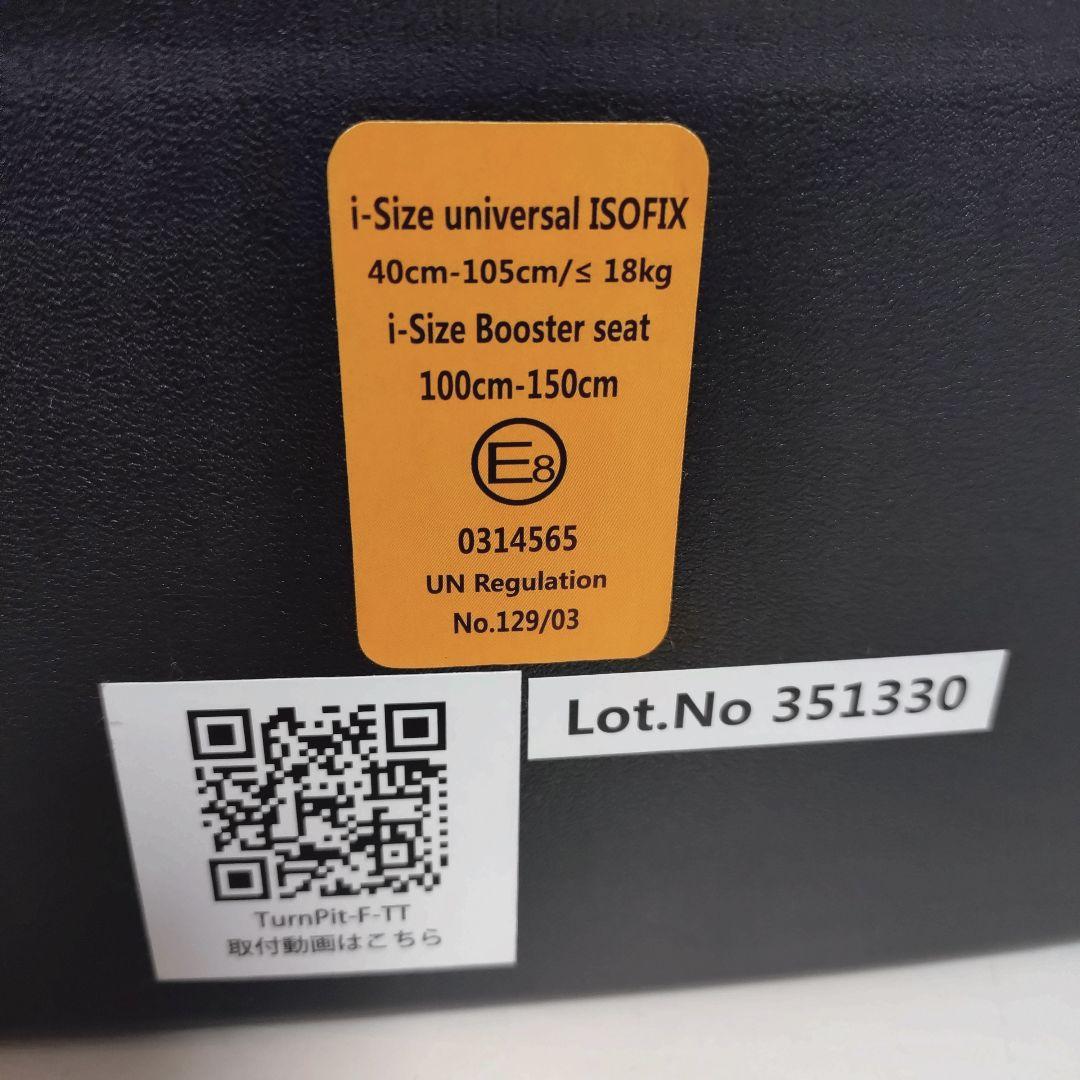 i-Size universal ISOFIX
40cm-105cm/≤ 18kg
i-Size Booster seat
100cm-150cm
E8
0314565
UN Regulation
No.129/03
Lot.No 351330
TurnPit-F-TT
取付動画はこちら